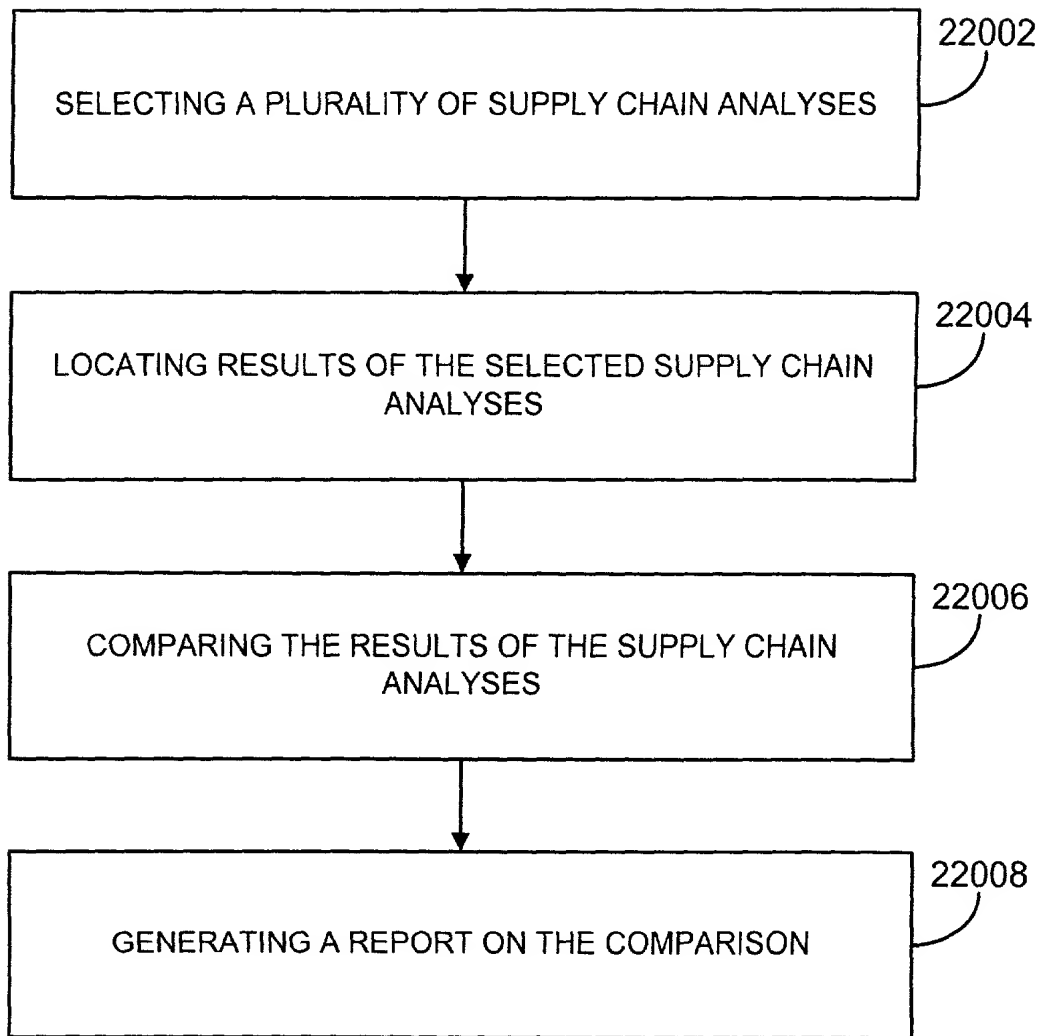 22002
SELECTING A PLURALITY OF SUPPLY CHAIN ANALYSES
22004
LOCATING RESULTS OF THE SELECTED SUPPLY CHAIN
ANALYSES
22006
COMPARING THE RESULTS OF THE SUPPLY CHAIN
ANALYSES
22008
GENERATING A REPORT ON THE COMPARISON